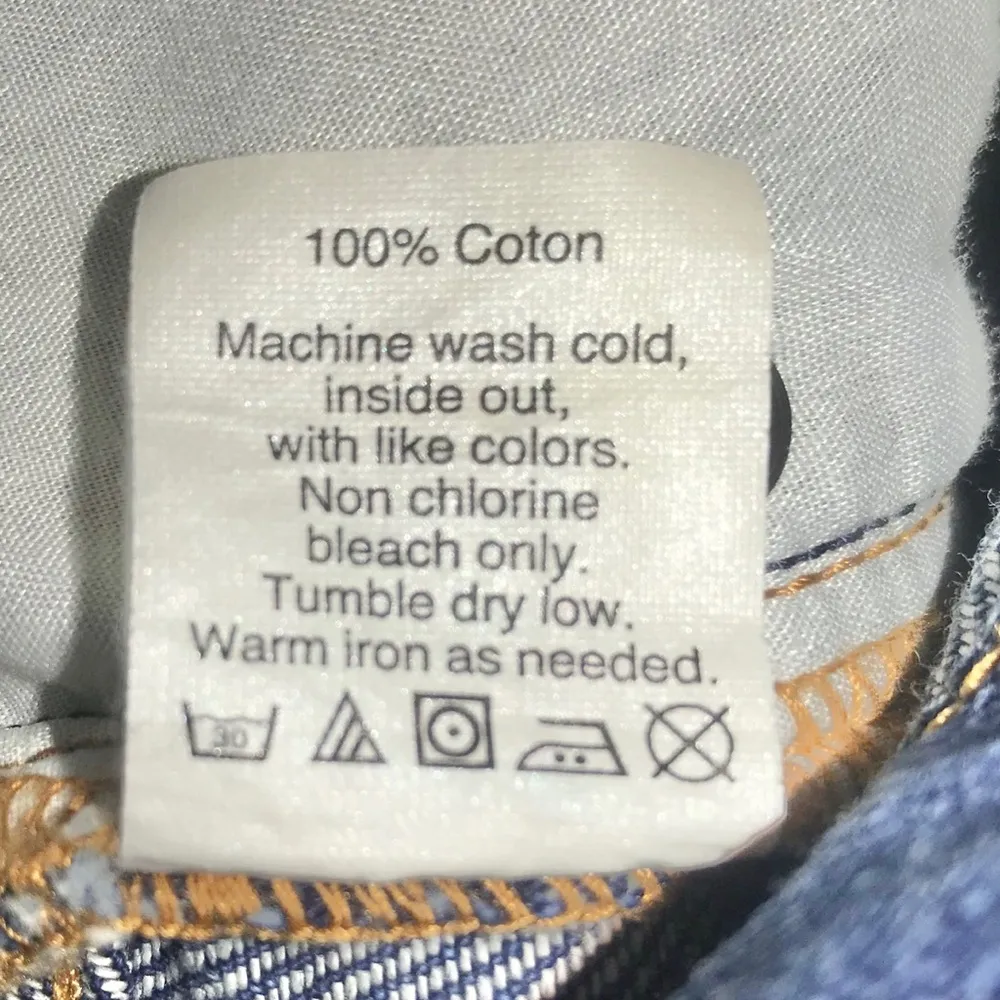 100% Coton
Machine wash cold,
inside out,
with like colors.
Non chlorine
bleach only.
Tumble dry low.
Warm iron as needed.
30